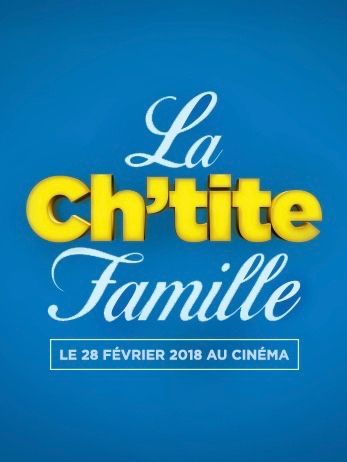 La
Ch'tite
Famille
LE 28 FÉVRIER 2018 AU CINÉMA